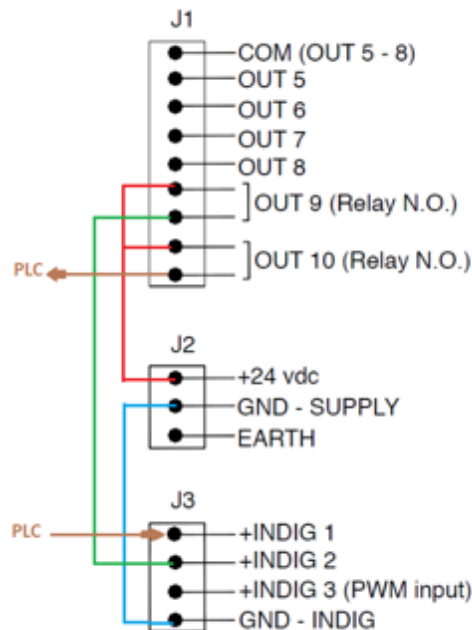 J1
COM (OUT 5 - 8)
OUT 5
OUT 6
OUT 7
OUT 8
OUT 9 (Relay N.O.)
OUT 10 (Relay N.O.)
PLC
J2
+24 vdc
GND - SUPPLY
EARTH
J3
PLC
+INDIG 1
+INDIG 2
+INDIG 3 (PWM input)
GND - INDIG